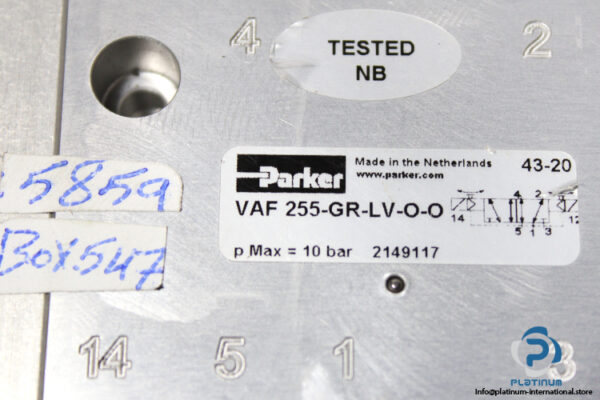 4
TESTED
NB
2
Parker
Made in the Netherlands
www.parker.com
43-20
VAF 255-GR-LV-O-O
14
4 2
12
5 1 3
p Max = 10 bar 2149117
5859
BOX547
14 5 1 3
PLATINUM
INTERNATIONAL
Info@platinum-international.store